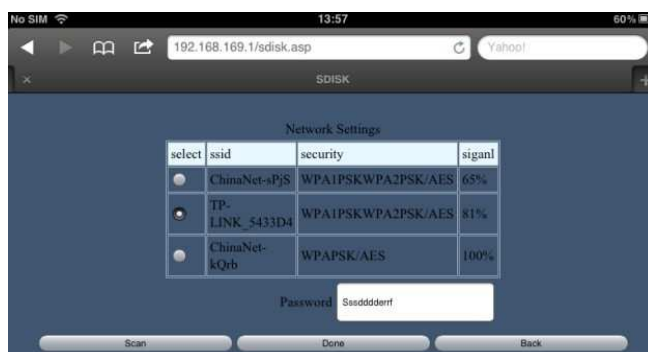 No SIM 13:57 60%
192.168.169.1/sdisk.asp Yahoo!
SDISK
Network Settings
select ssid security siganl
ChinaNet-sPjS WPA1PSKWPA2PSK/AES 65%
TP-
LINK_5433D4 WPA1PSKWPA2PSK/AES 81%
ChinaNet-
kQrb WPAPSK/AES 100%
Password Sssdddderrf
Scan Done Back